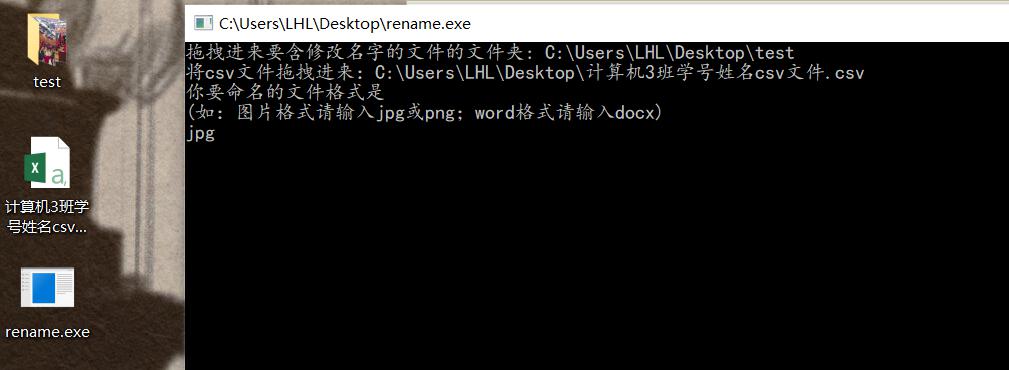 test
计算机3班学
号姓名csv...
rename.exe
C:\Users\LHL\Desktop\rename.exe
拖拽进来要含修改名字的文件的文件夹: C:\Users\LHL\Desktop\test
将csv文件拖拽进来: C:\Users\LHL\Desktop\计算机3班学号姓名csv文件.csv
你要命名的文件格式是
(如: 图片格式请输入jpg或png; word格式请输入docx)
jpg